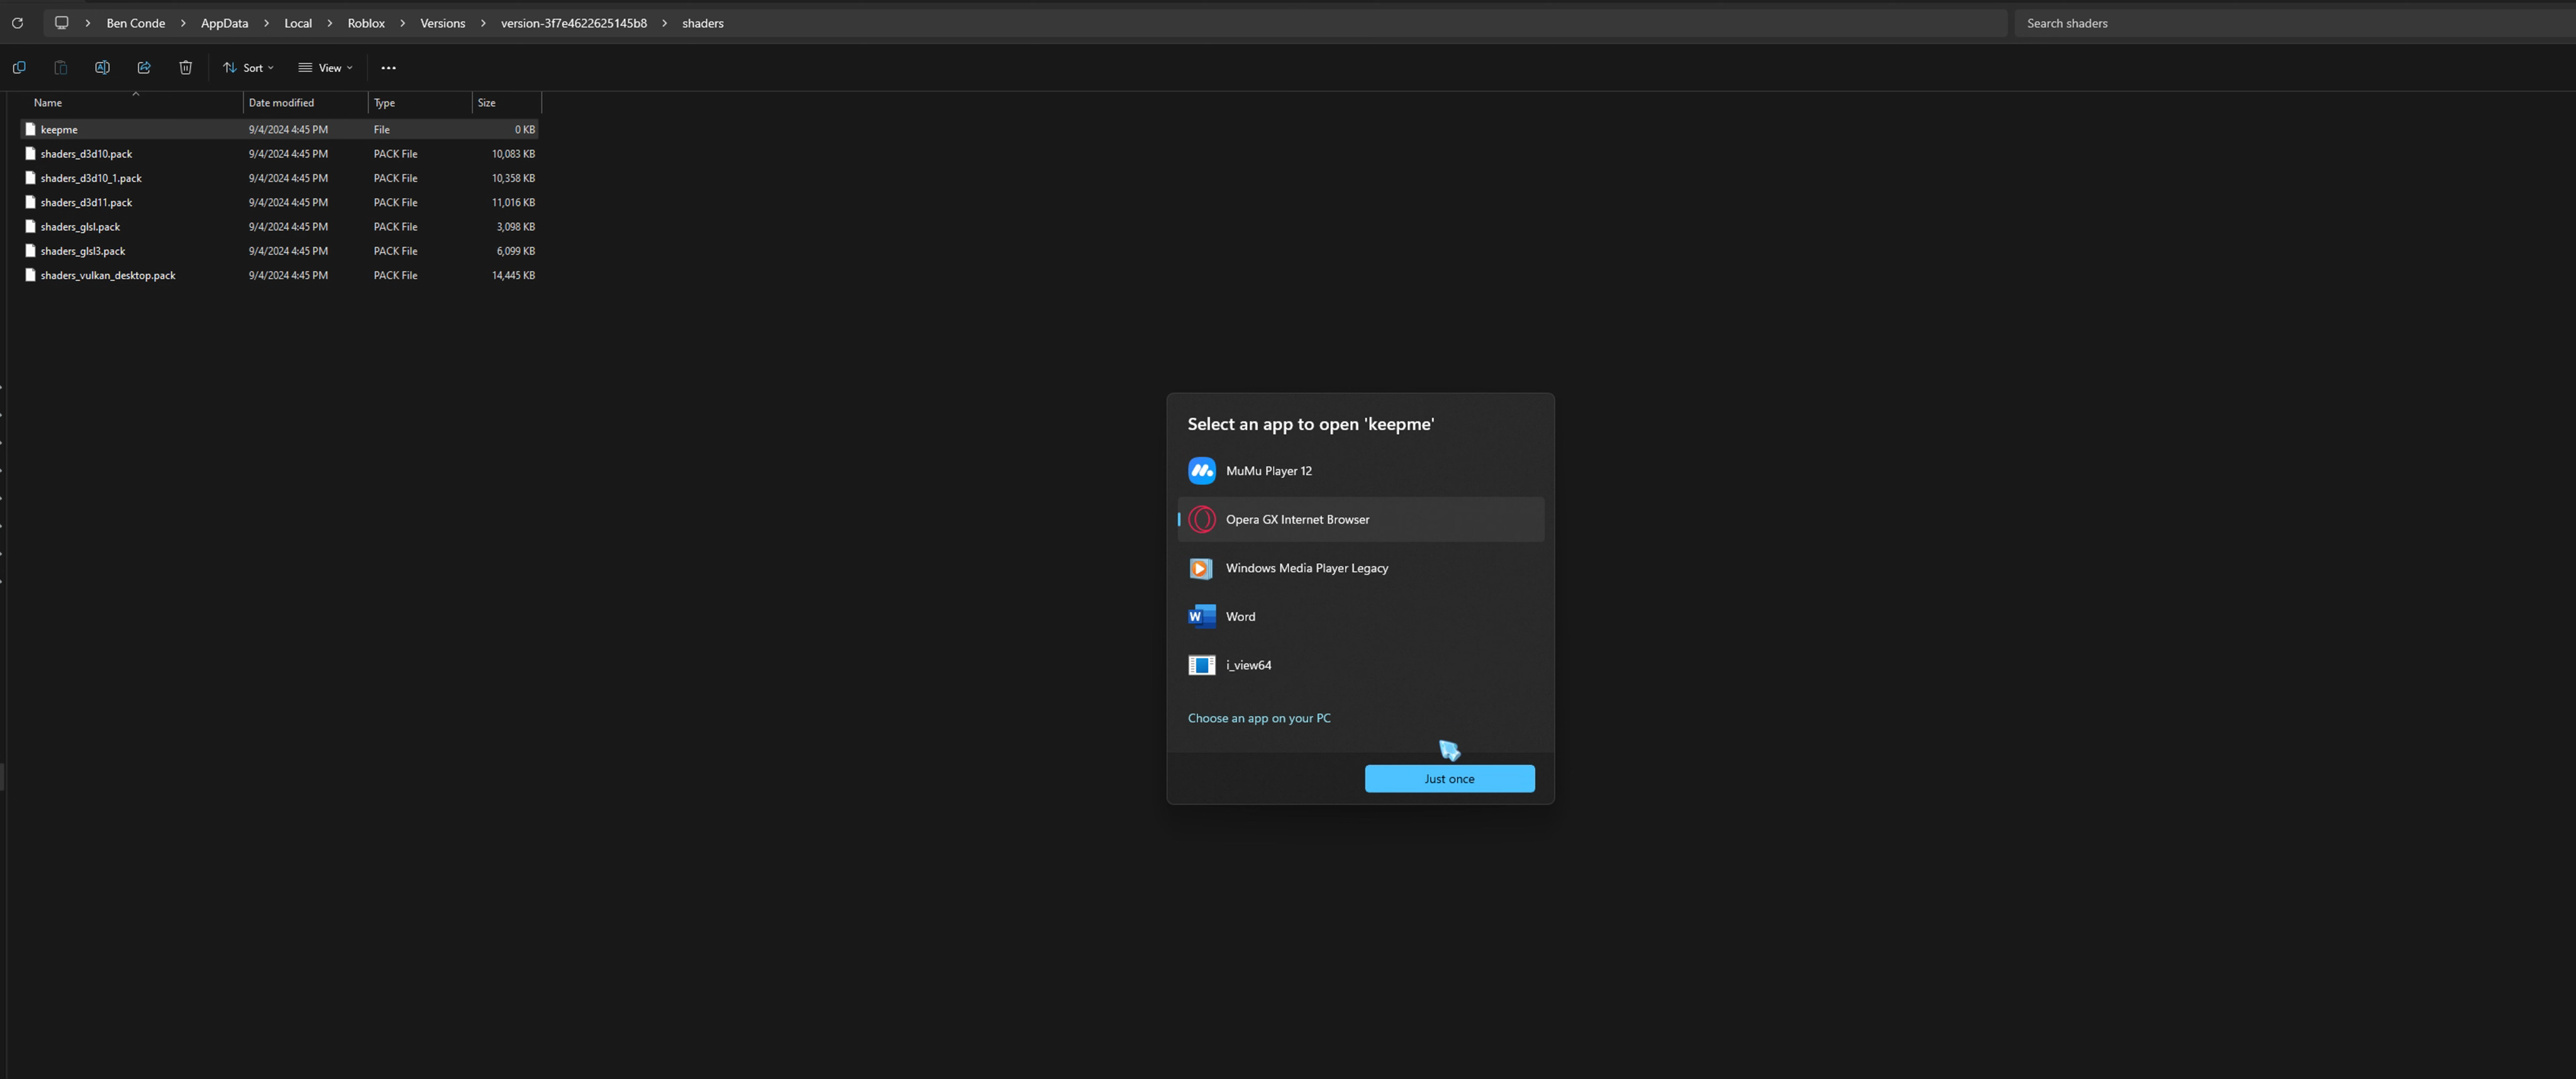 Ben Conde > AppData > Local > Roblox > Versions > version-3f7e4622625145b8 > shaders
Search shaders
Sort View
Name Date modified Type Size
keepme 9/4/2024 4:45 PM File 0 KB
shaders_d3d10.pack 9/4/2024 4:45 PM PACK File 10,083 KB
shaders_d3d10_1.pack 9/4/2024 4:45 PM PACK File 10,358 KB
shaders_d3d11.pack 9/4/2024 4:45 PM PACK File 11,016 KB
shaders_glsl.pack 9/4/2024 4:45 PM PACK File 3,098 KB
shaders_glsl3.pack 9/4/2024 4:45 PM PACK File 6,099 KB
shaders_vulkan_desktop.pack 9/4/2024 4:45 PM PACK File 14,445 KB
Select an app to open 'keepme'
MuMu Player 12
Opera GX Internet Browser
Windows Media Player Legacy
Word
i_view64
Choose an app on your PC
Just once